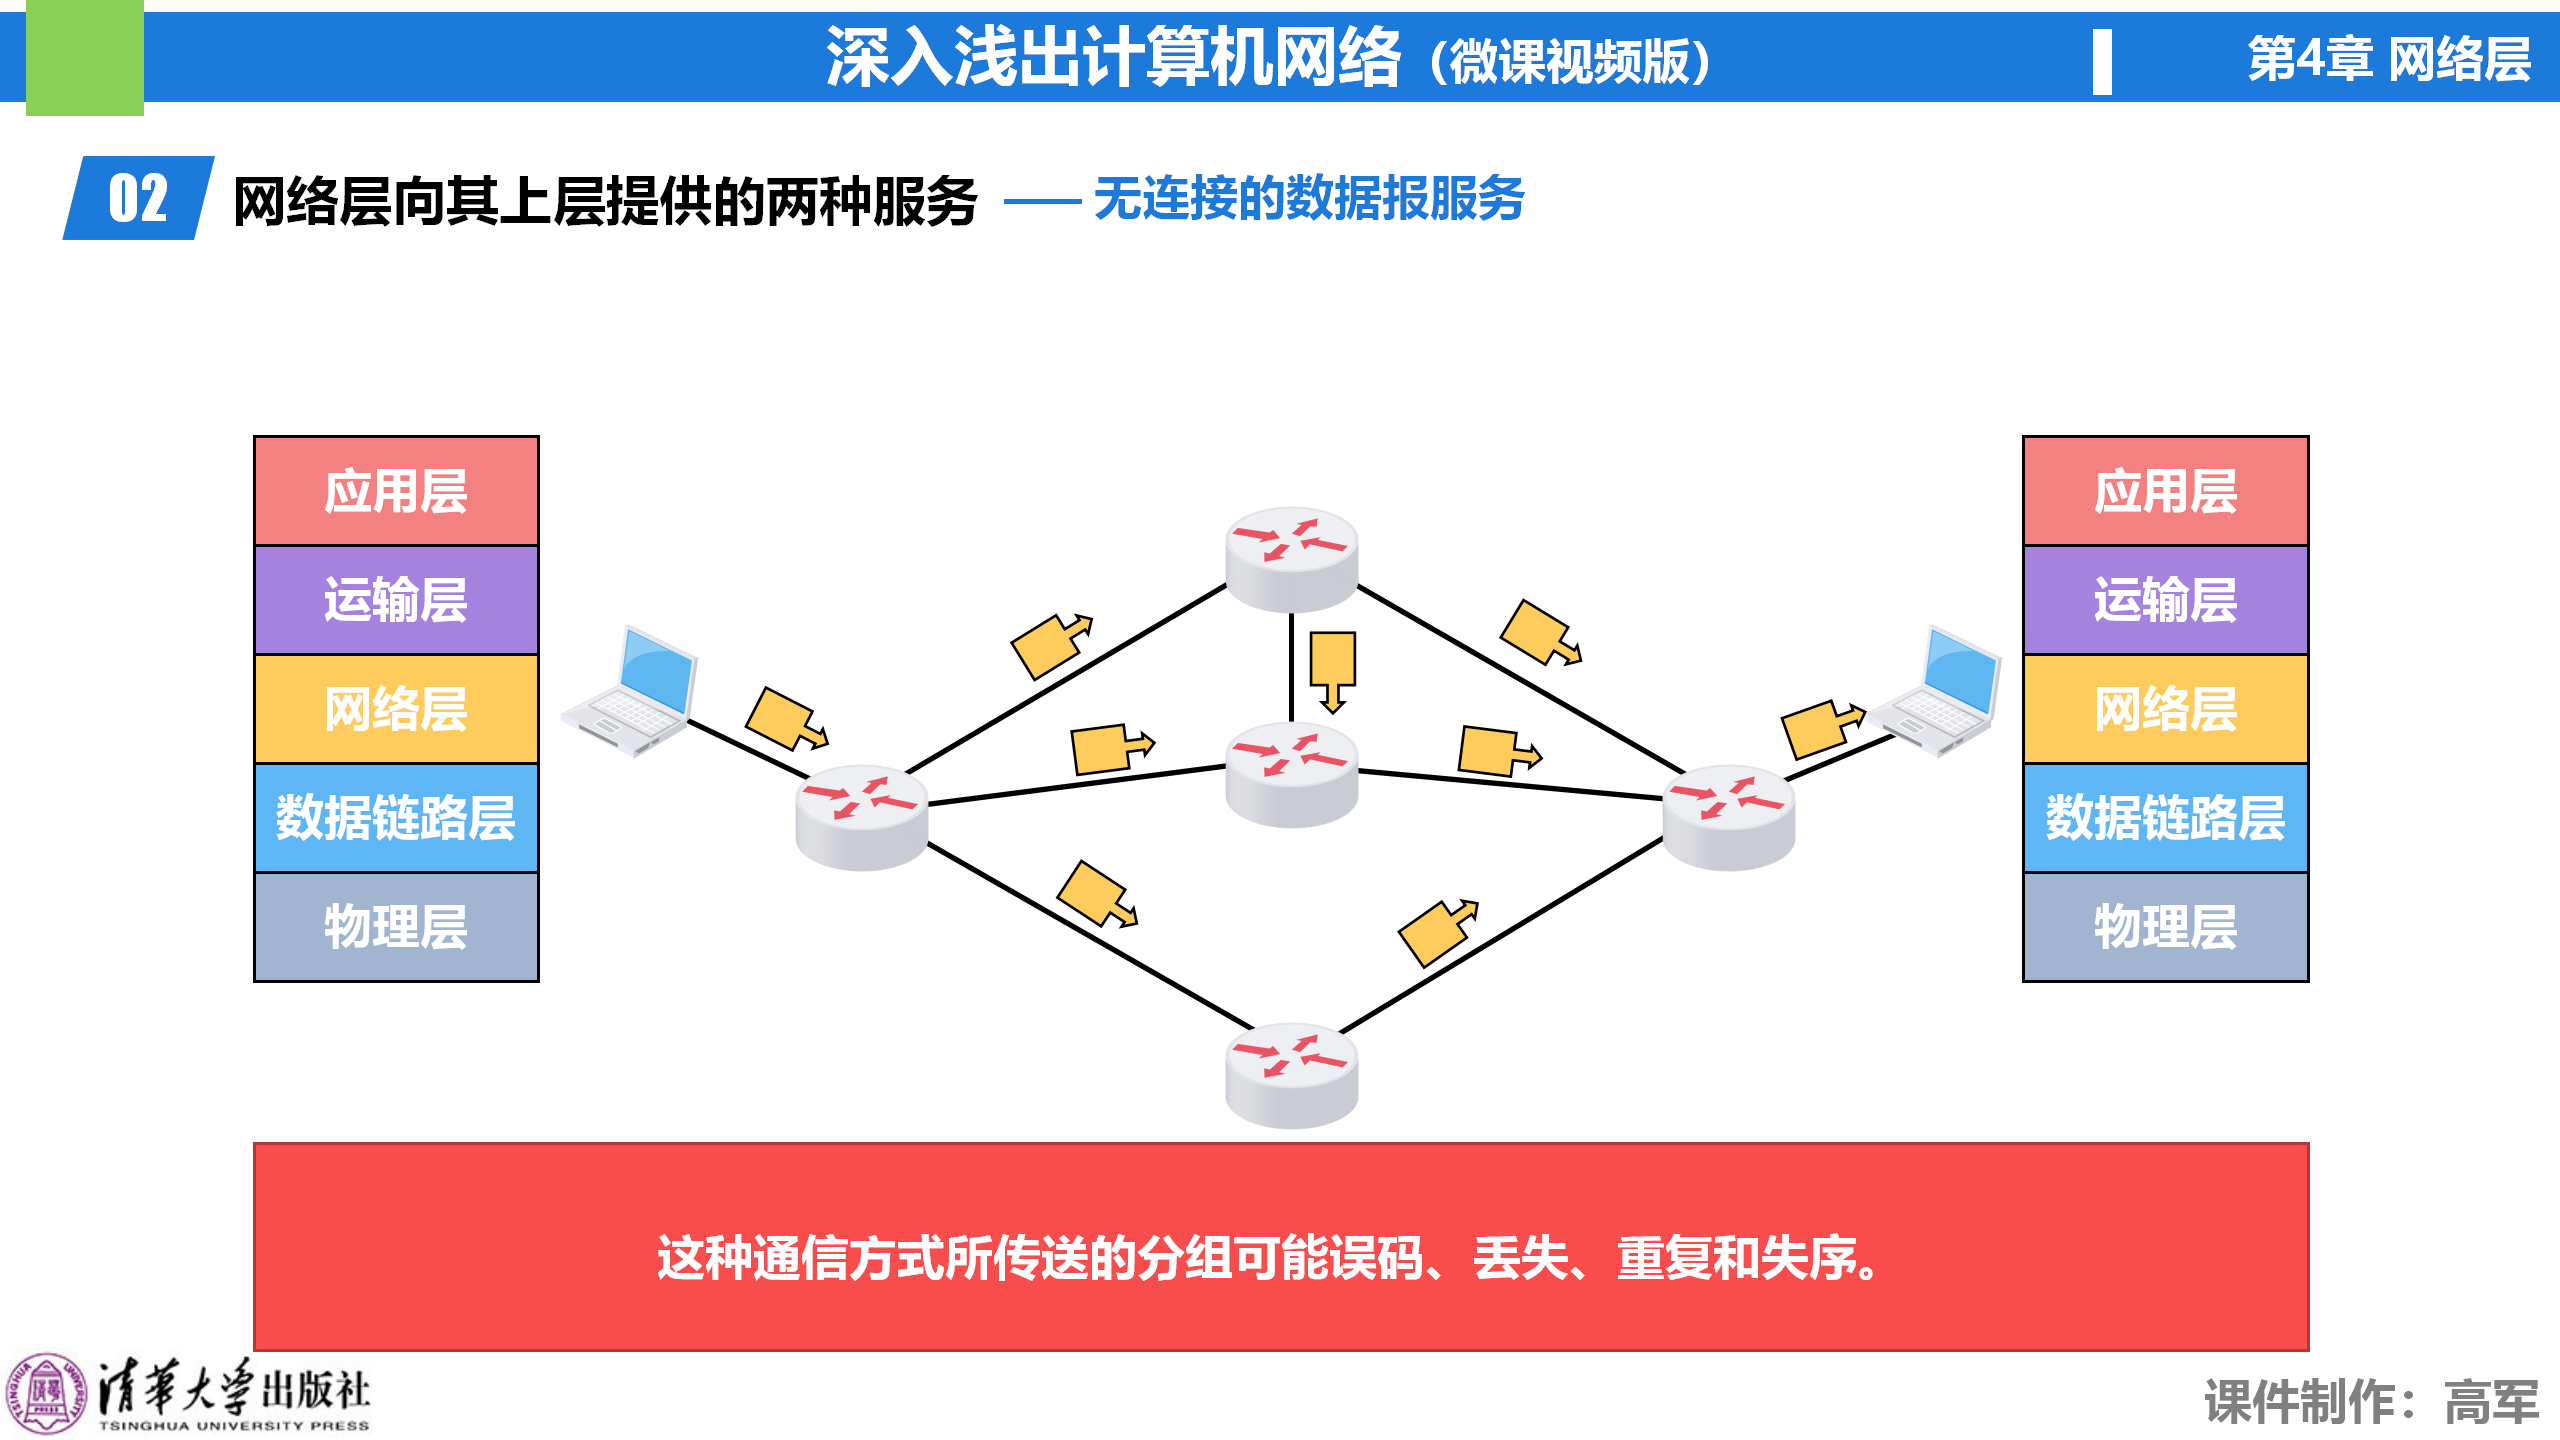 深入浅出计算机网络（微课视频版）
第4章 网络层
02 网络层向其上层提供的两种服务 —— 无连接的数据报服务
应用层
运输层
网络层
数据链路层
物理层
应用层
运输层
网络层
数据链路层
物理层
这种通信方式所传送的分组可能误码、丢失、重复和失序。
清華大学出版社
TSINGHUA UNIVERSITY PRESS
课件制作：高军